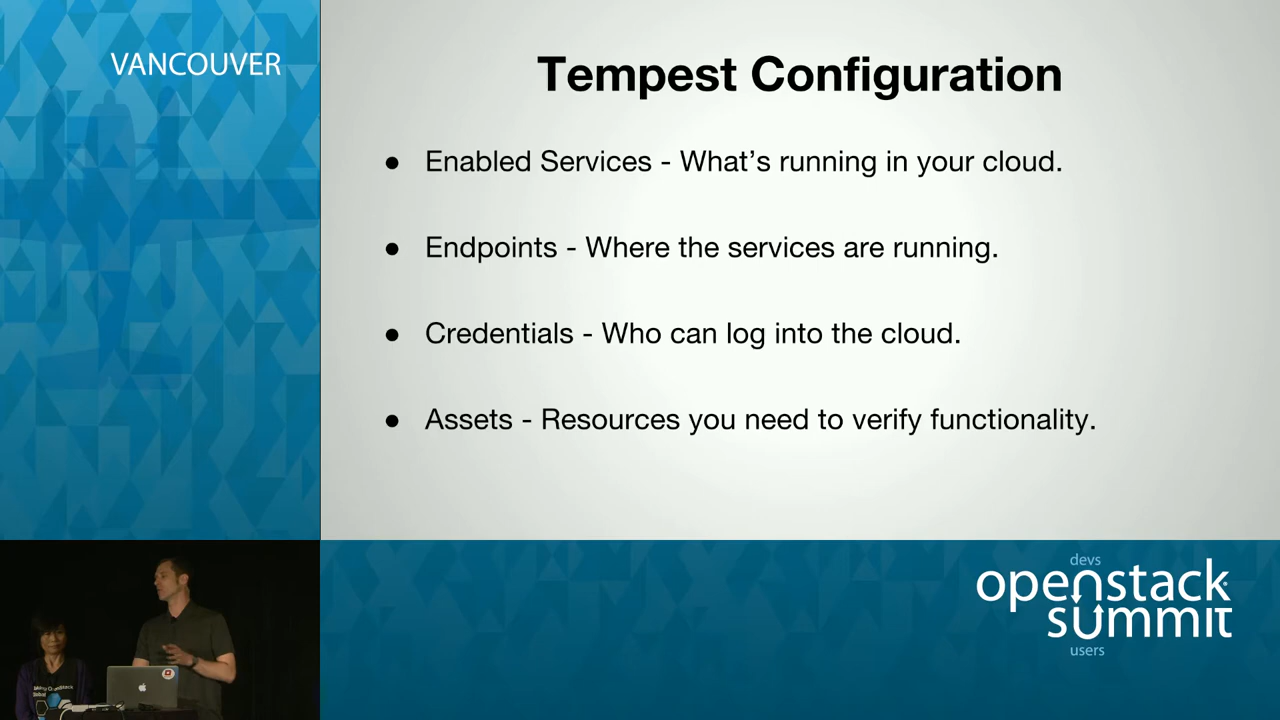 VANCOUVER
Tempest Configuration
● Enabled Services - What’s running in your cloud.
● Endpoints - Where the services are running.
● Credentials - Who can log into the cloud.
● Assets - Resources you need to verify functionality.
devs
openstack
summit
users